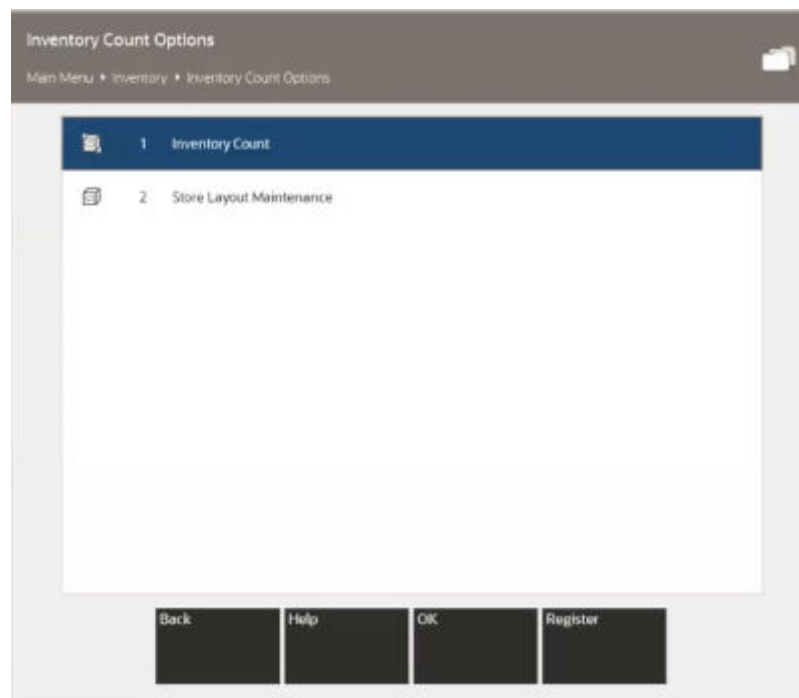 Inventory Count Options
Main Menu ▸ Inventory ▸ Inventory Count Options
1 Inventory Count
2 Store Layout Maintenance
Back Help OK Register